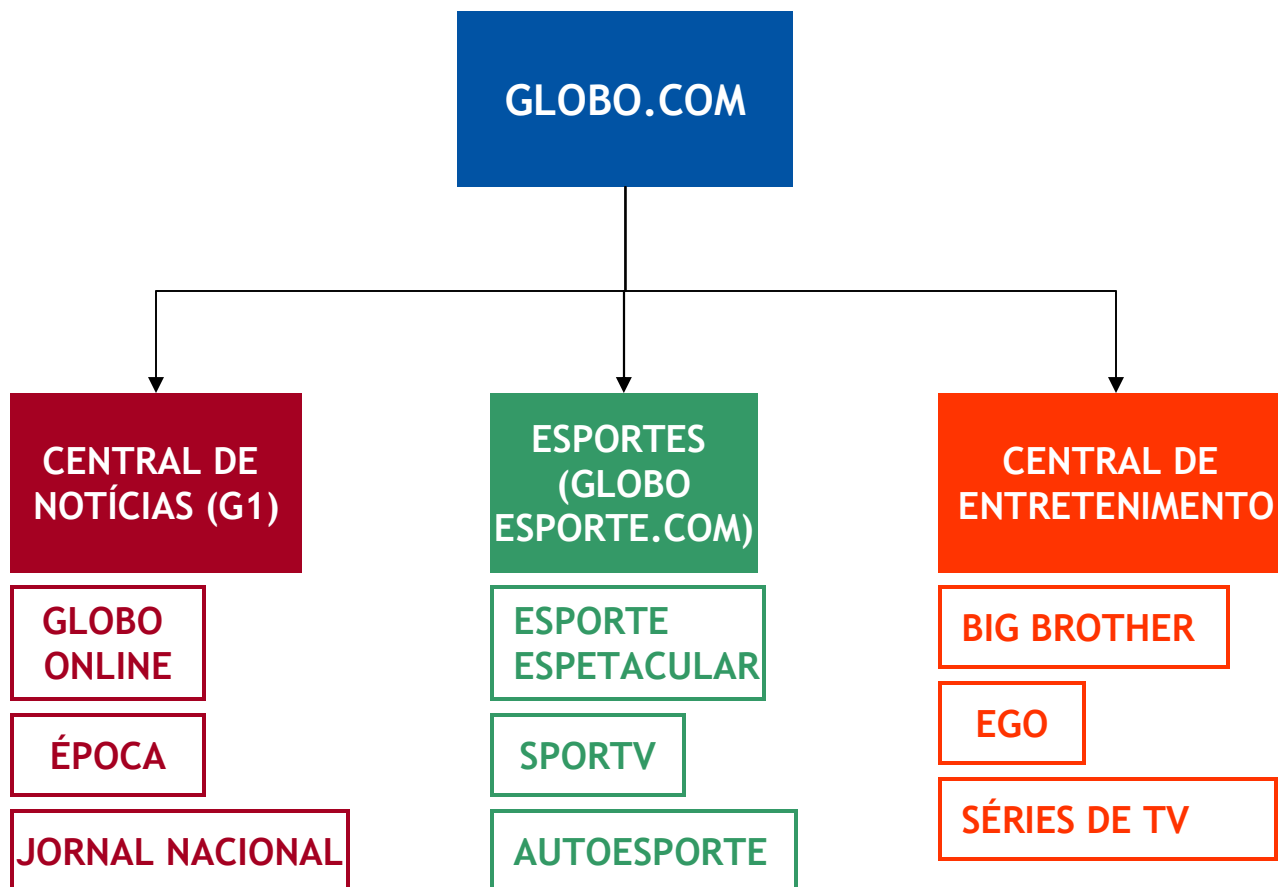 GLOBO.COM
CENTRAL DE
NOTÍCIAS (G1)
GLOBO
ONLINE
ÉPOCA
JORNAL NACIONAL
ESPORTES
(GLOBO
ESPORTE.COM)
ESPORTE
ESPETACULAR
SPORTV
AUTOESPORTE
CENTRAL DE
ENTRETENIMENTO
BIG BROTHER
EGO
SÉRIES DE TV